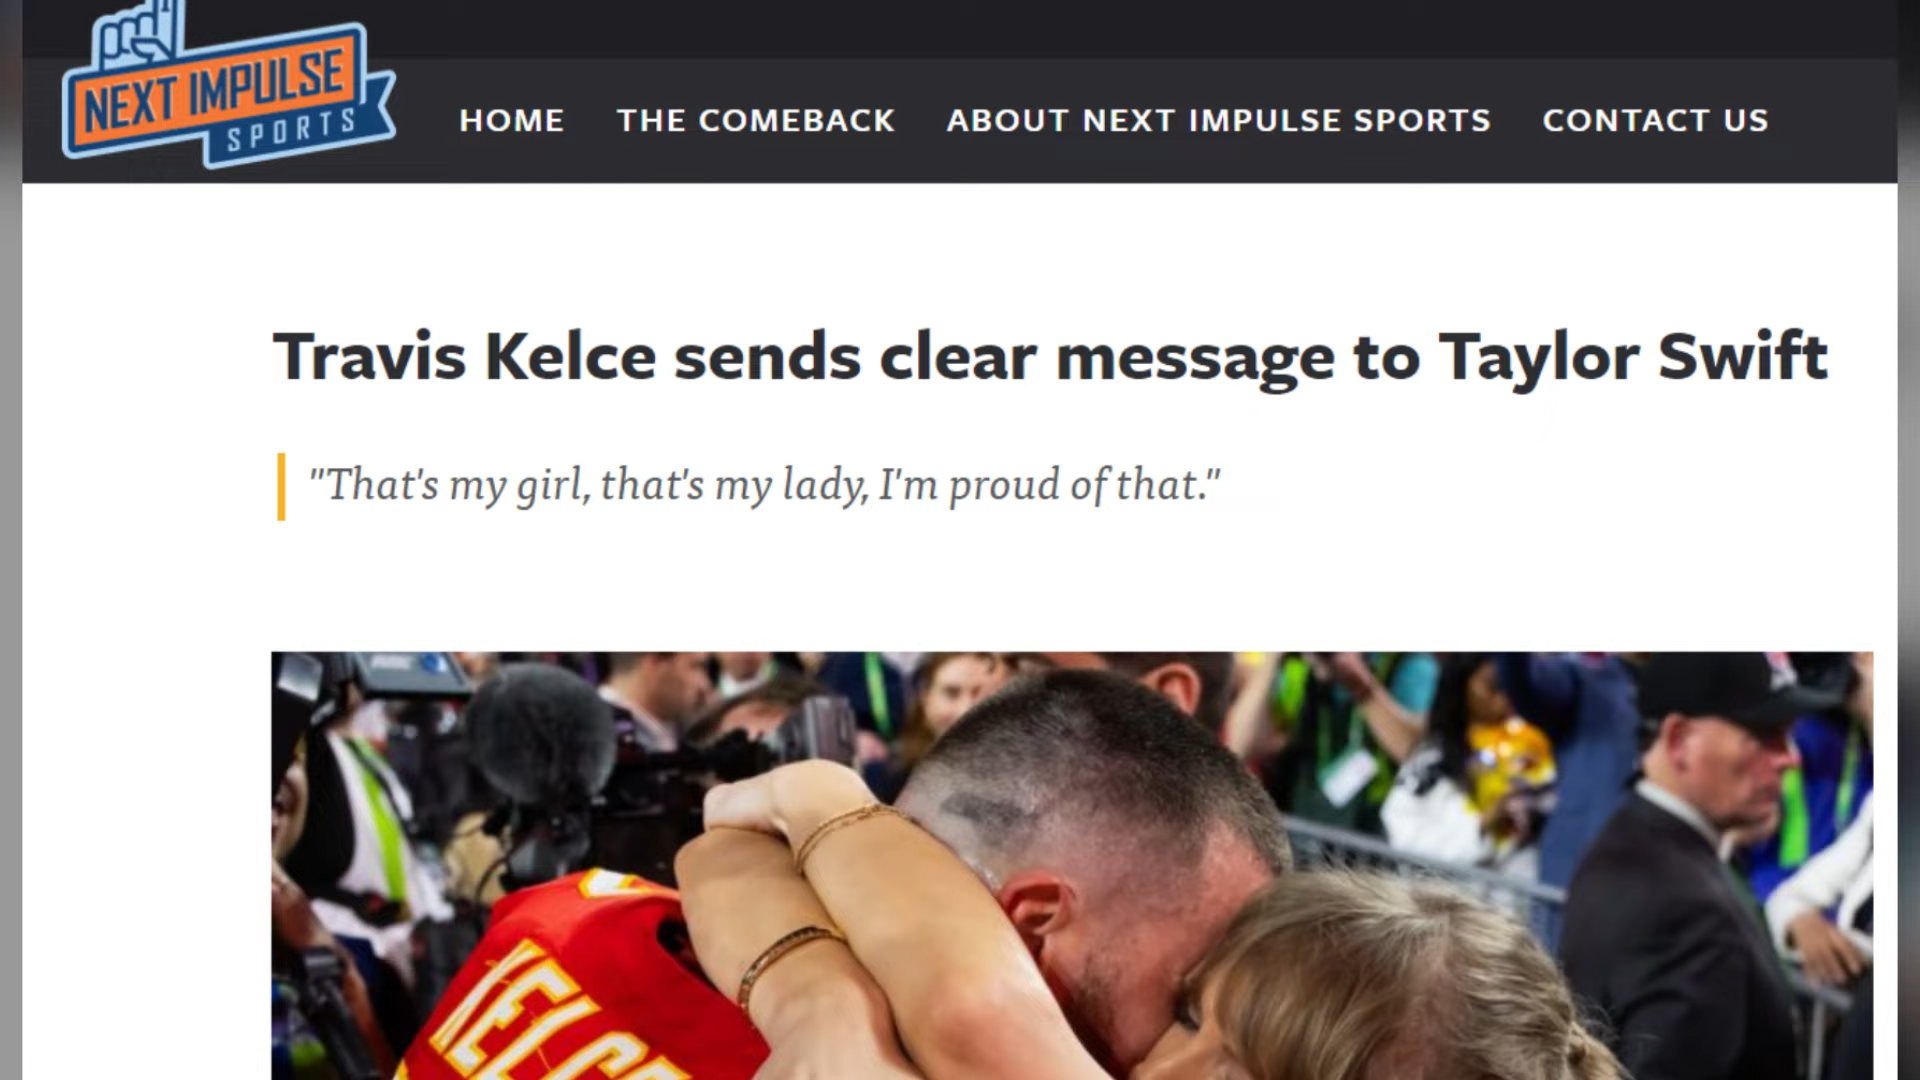 NEXT IMPULSE
SPORTS
HOME THE COMEBACK ABOUT NEXT IMPULSE SPORTS CONTACT US
Travis Kelce sends clear message to Taylor Swift
"That's my girl, that's my lady, I'm proud of that."